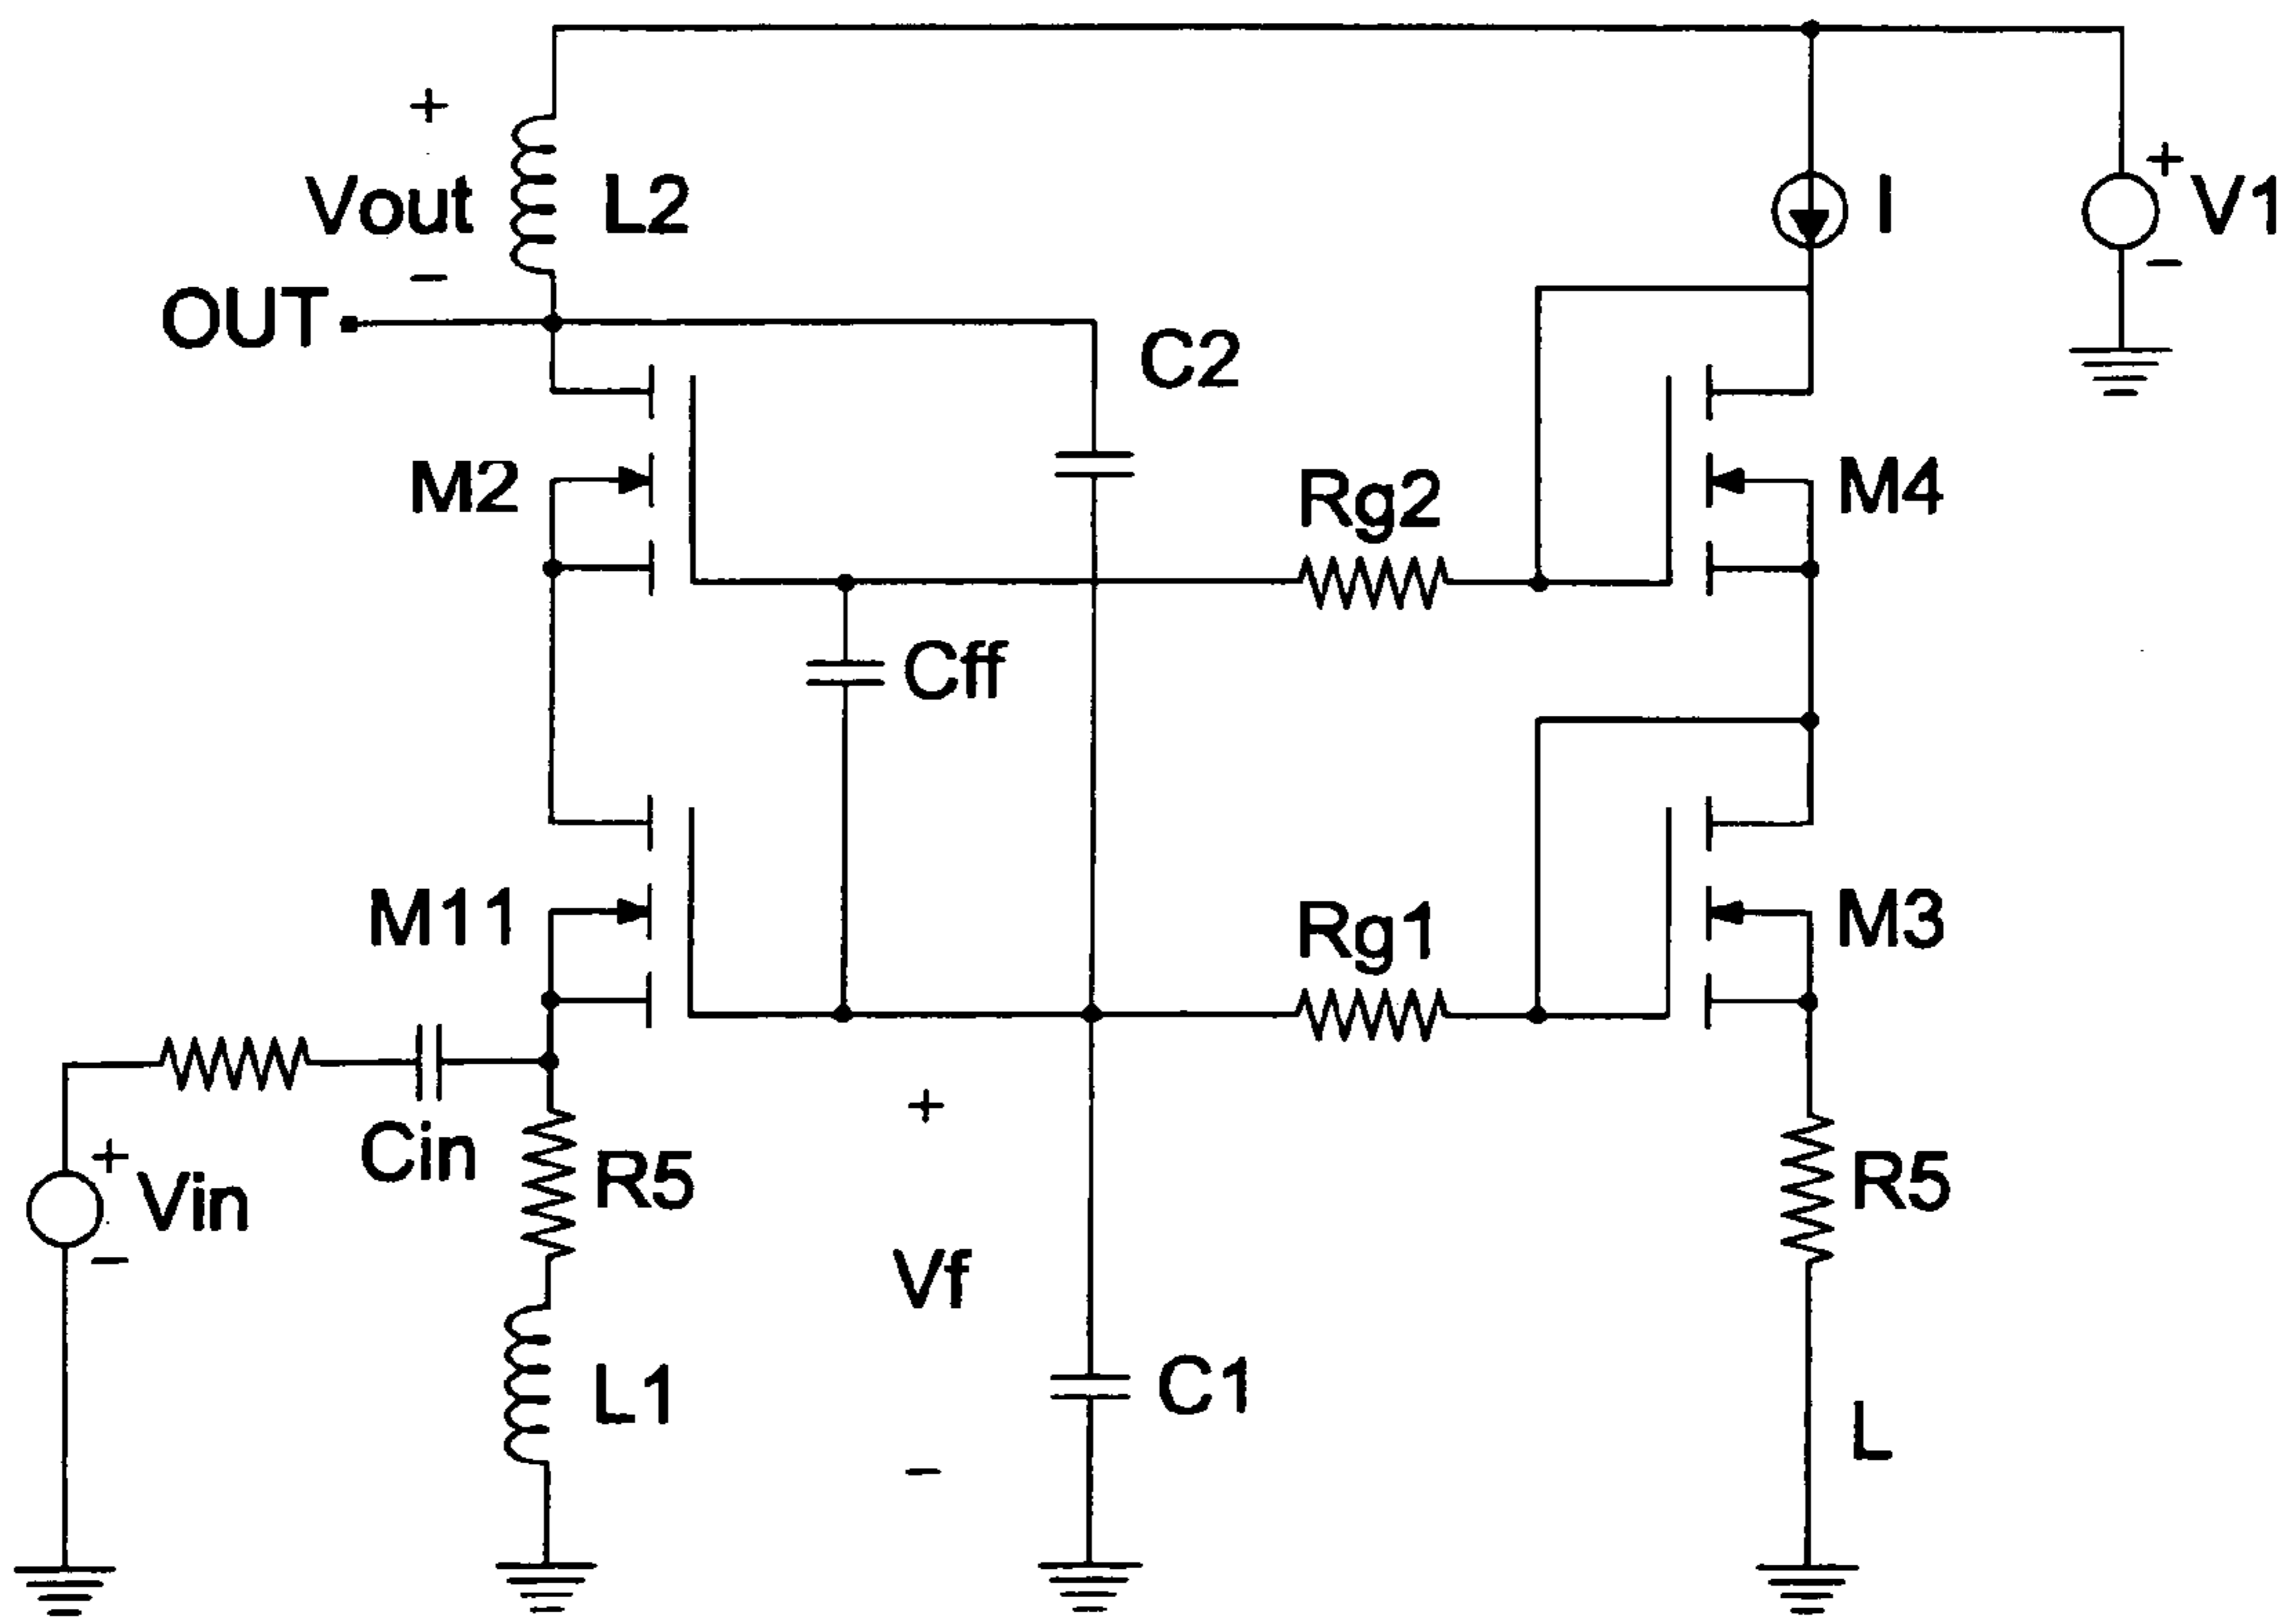 +
Vout
−
L2
OUT
I
+
V1
−
C2
M2
Rg2
M4
Cff
M11
Rg1
M3
Cin
+
Vin
−
R5
+
Vf
−
R5
L1
C1
L